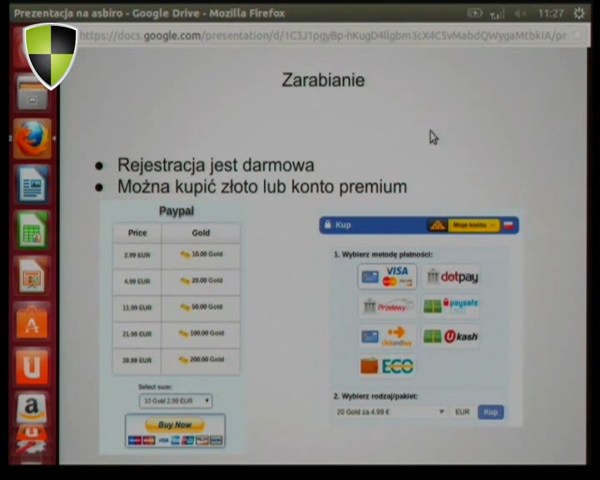 Prezentacja na asbiro - Google Drive - Mozilla Firefox
11:27
Zarabianie
Rejestracja jest darmowa
Można kupić złoto lub konto premium
Paypal
Price Gold
2.99 EUR 10.00 Gold
4.99 EUR 20.00 Gold
11.99 EUR 50.00 Gold
21.99 EUR 100.00 Gold
39.99 EUR 200.00 Gold
Select sum:
10 Gold 2,99 EUR
Buy Now
VISA
Kup
Moje konto
1. Wybierz metodę płatności:
VISA dotpay
Przelewy paysafe
clickandbuy Ukash
ECO
2. Wybierz rodzaj/pakiet:
20 Gold za 4.99 € EUR Kup